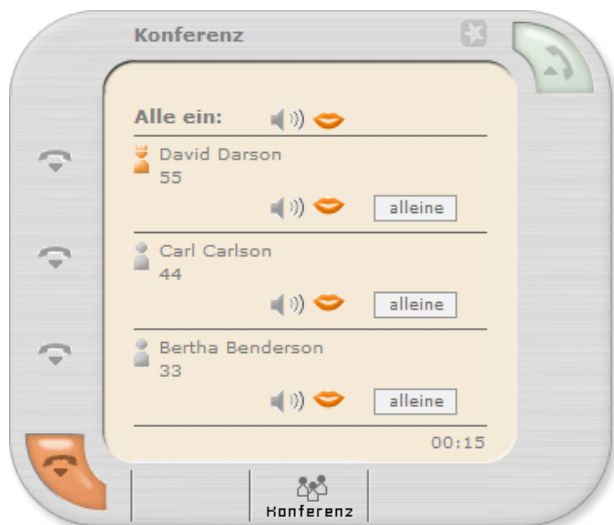 Konferenz
Alle ein:
David Darson
55
alleine
Carl Carlson
44
alleine
Bertha Benderson
33
alleine
00:15
Konferenz